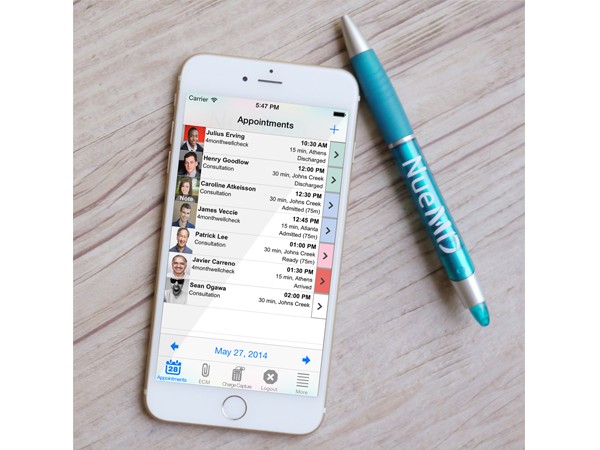 Carrier
5:47 PM
Appointments
+
Julius Erving 10:30 AM
4monthwellcheck 15 min, Athens
Discharged
Henry Goodlow 12:00 PM
Consultation 30 min, Johns Creek
Discharged
Caroline Atkeisson 12:30 PM
Consultation 30 min, Johns Creek
Note Admitted (75m)
James Veccie 12:45 PM
4monthwellcheck 15 min, Atlanta
Admitted (75m)
Patrick Lee 01:00 PM
Consultation 30 min, Johns Creek
Ready (75m)
Javier Carreno 01:30 PM
4monthwellcheck 15 min, Athens
Arrived
Sean Ogawa 02:00 PM
Consultation 30 min, Johns Creek
May 27, 2014
28
Appointments ECM ChargeCapture Logout More
NueMD